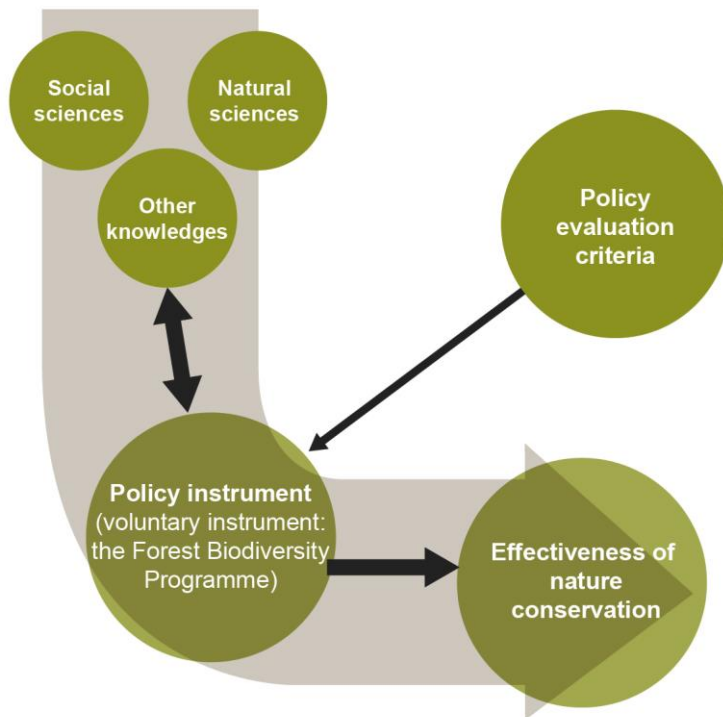 Social
sciences
Natural
sciences
Other
knowledges
Policy
evaluation
criteria
Policy instrument
(voluntary instrument:
the Forest Biodiversity
Programme)
Effectiveness of
nature
conservation